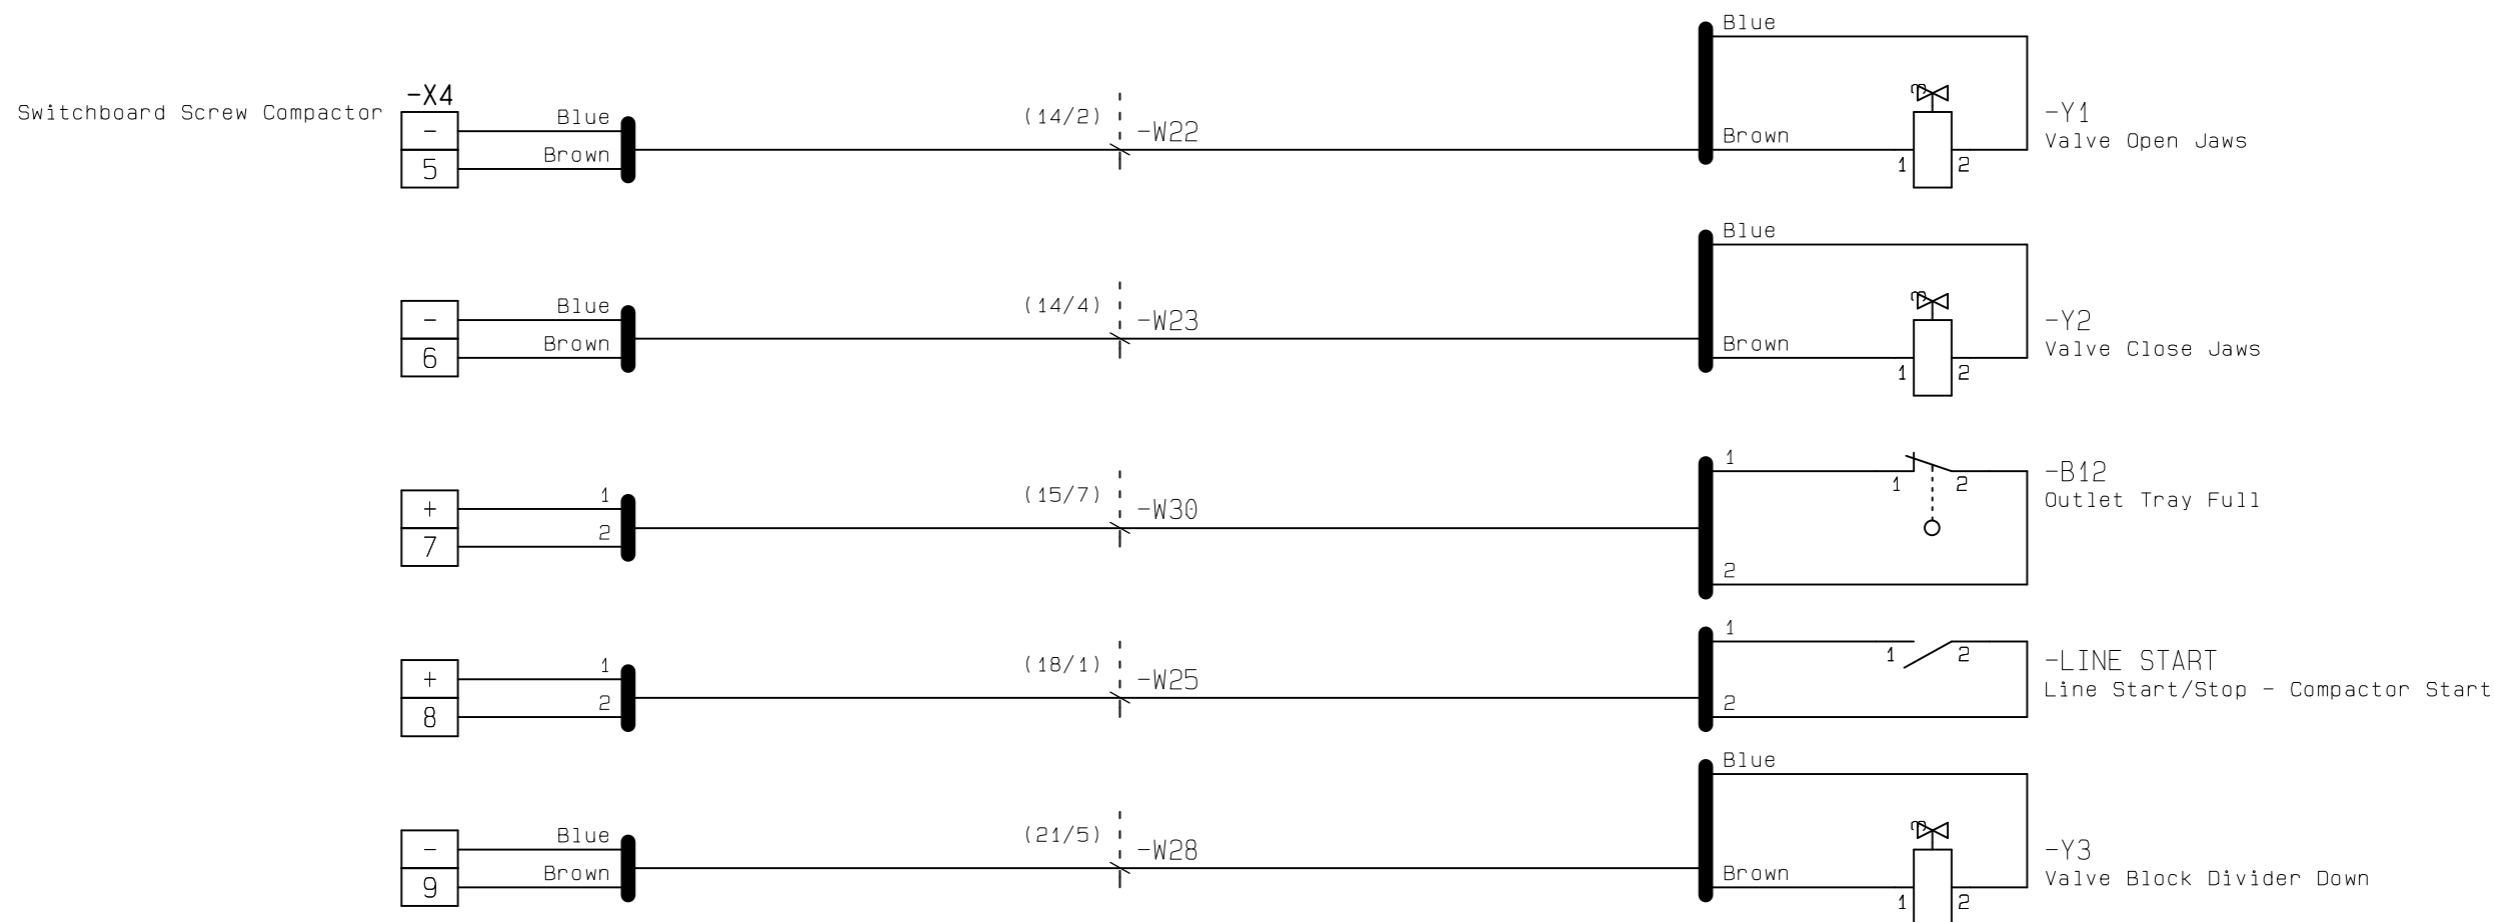 Blue
-X4
Switchboard Screw Compactor
- Blue (14/2) -W22 Brown -Y1
5 Brown 1 2 Valve Open Jaws
Blue
- Blue (14/4) -W23 Brown -Y2
6 Brown 1 2 Valve Close Jaws
1 -B12
+ 1 (15/7) -W30 1 2 Outlet Tray Full
7 2
2
1
+ 1 (18/1) -W25 1 2 -LINE START
8 2 2 Line Start/Stop - Compactor Start
Blue
- Blue (21/5) -W28 -Y3
9 Brown Brown Valve Block Divider Down
1 2